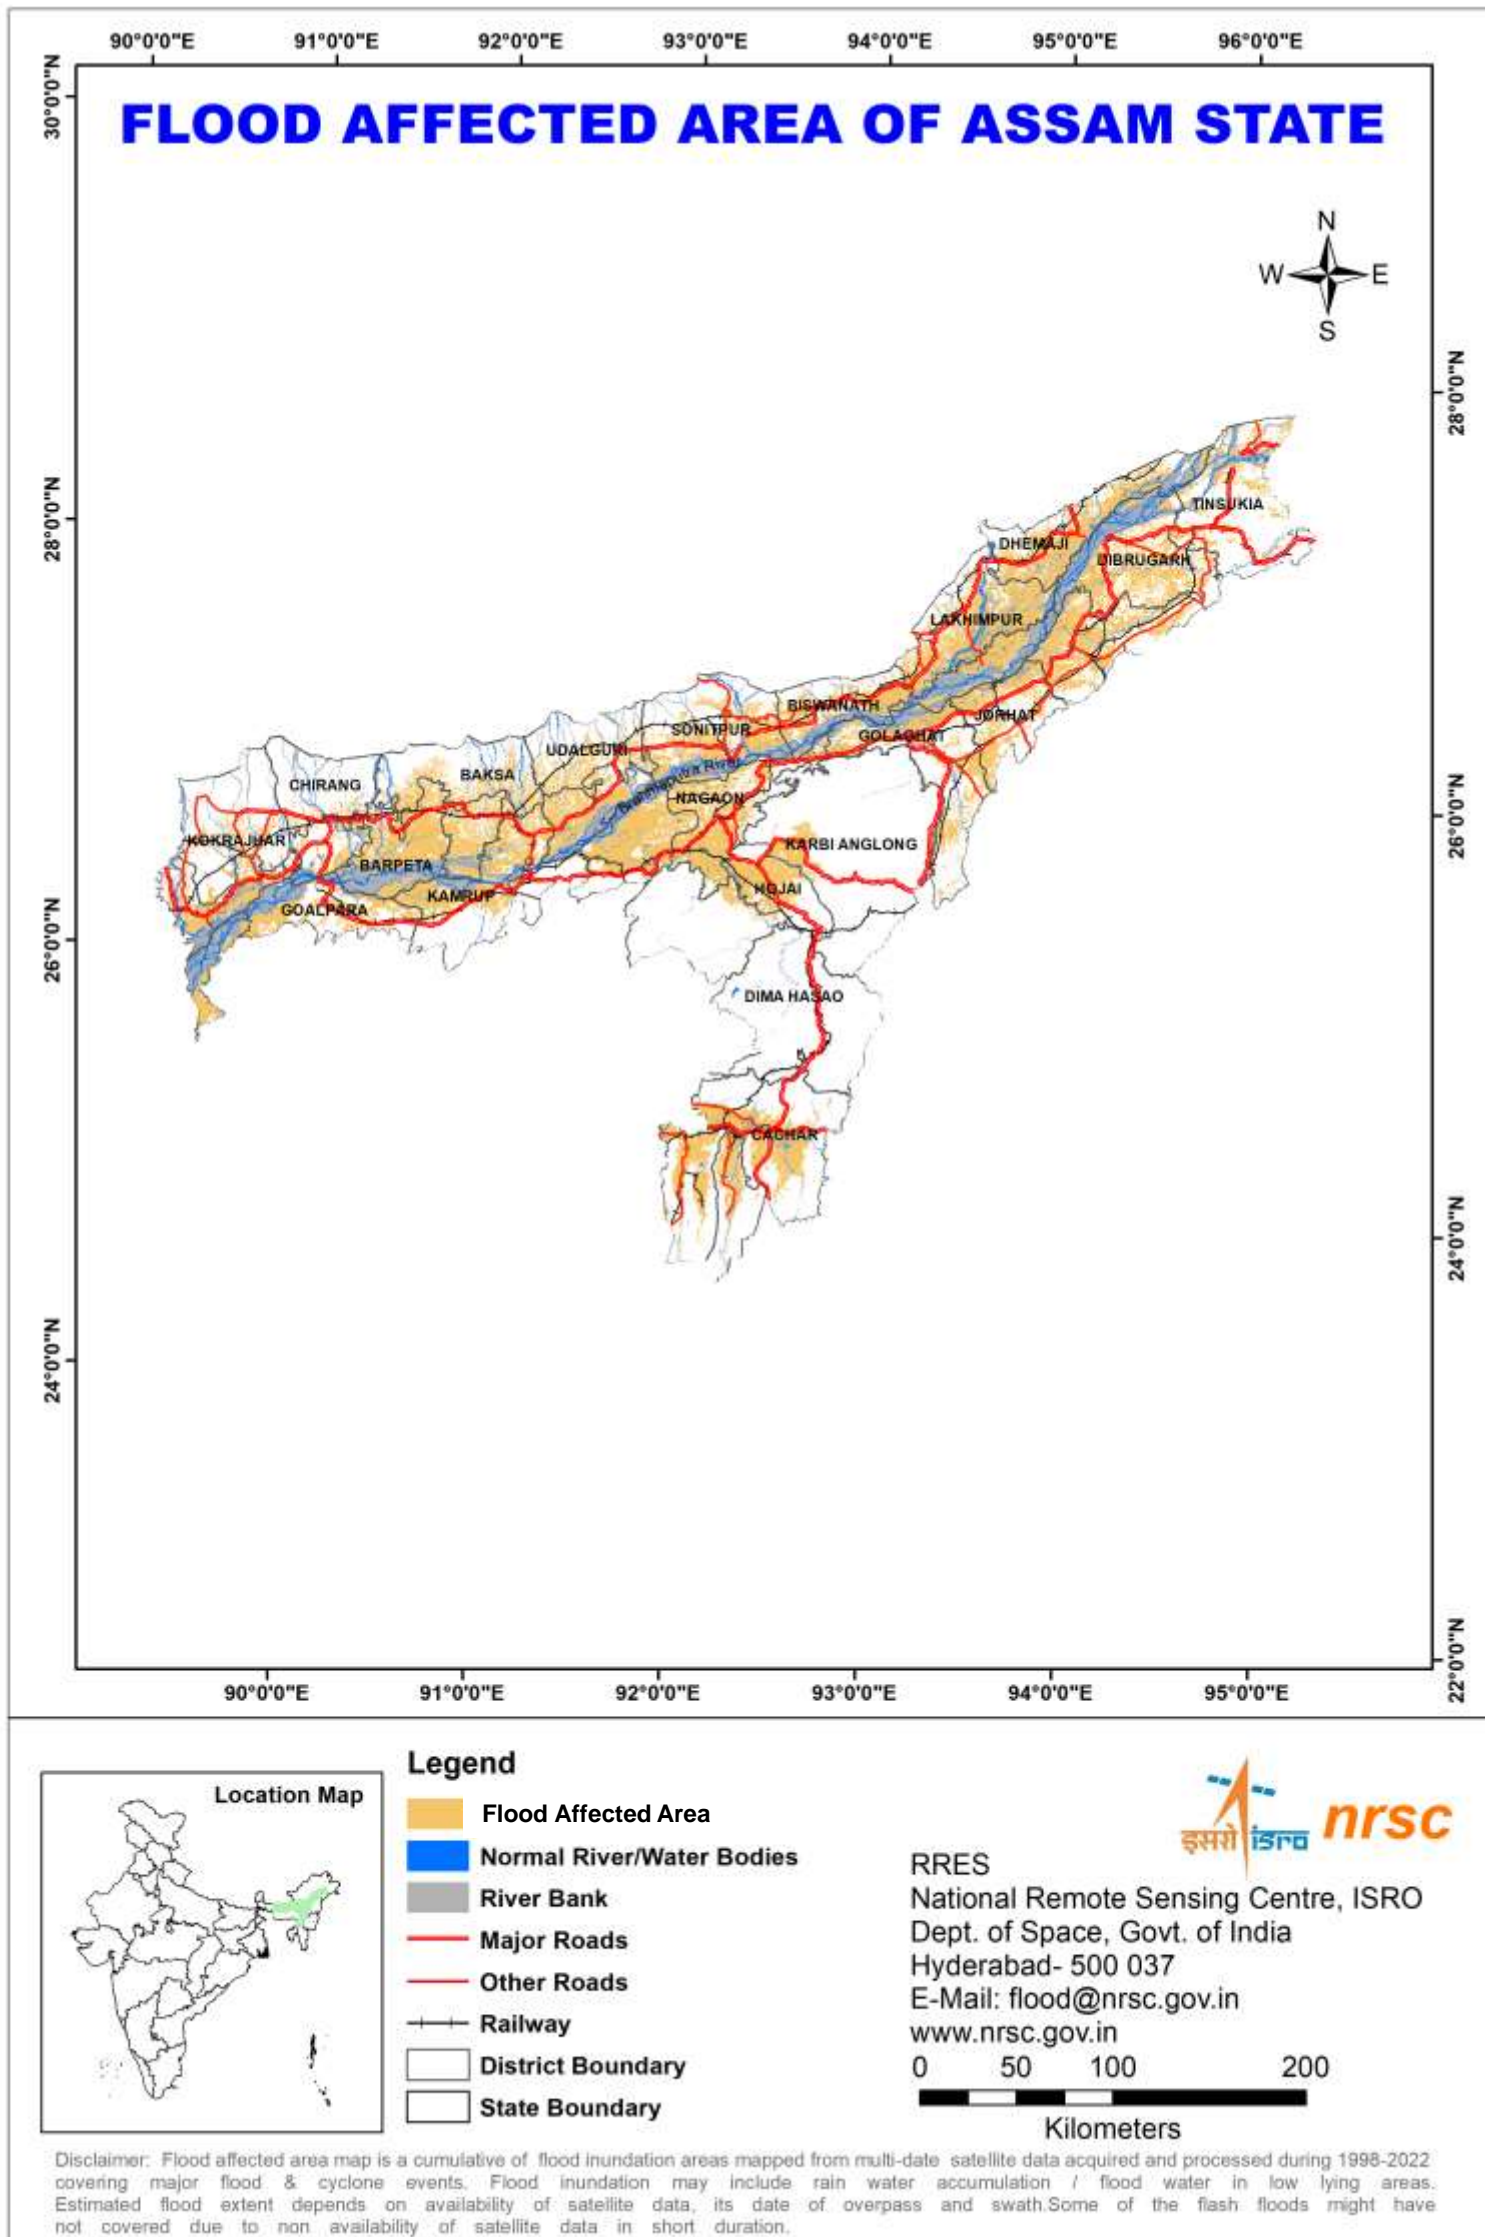 90°0'0"E 91°0'0"E 92°0'0"E 93°0'0"E 94°0'0"E 95°0'0"E 96°0'0"E
30°0'0"N
FLOOD AFFECTED AREA OF ASSAM STATE
N
W E
S
28°0'0"N
28°0'0"N
TINSUKIA
DHEMAJI
DIBRUGARH
LAKHIMPUR
BISWANATH
JORHAT
SONITPUR
GOLAGHAT
UDALGURI
Brahmaputra River
BAKSA
CHIRANG
NAGAON
26°0'0"N
KOKRAJHAR
KARBI ANGLONG
BARPETA
HOJAI
KAMRUP
GOALPARA
26°0'0"N
DIMA HASAO
CACHAR
24°0'0"N
24°0'0"N
22°0'0"N
90°0'0"E 91°0'0"E 92°0'0"E 93°0'0"E 94°0'0"E 95°0'0"E
Location Map
Legend
Flood Affected Area
Normal River/Water Bodies
River Bank
Major Roads
Other Roads
Railway
District Boundary
State Boundary
इसरो isro nrsc
RRES
National Remote Sensing Centre, ISRO
Dept. of Space, Govt. of India
Hyderabad- 500 037
E-Mail: flood@nrsc.gov.in
www.nrsc.gov.in
0 50 100 200
Kilometers
Disclaimer: Flood affected area map is a cumulative of flood inundation areas mapped from multi-date satellite data acquired and processed during 1998-2022
covering major flood & cyclone events. Flood inundation may include rain water accumulation / flood water in low lying areas.
Estimated flood extent depends on availability of satellite data, its date of overpass and swath.Some of the flash floods might have
not covered due to non availability of satellite data in short duration.